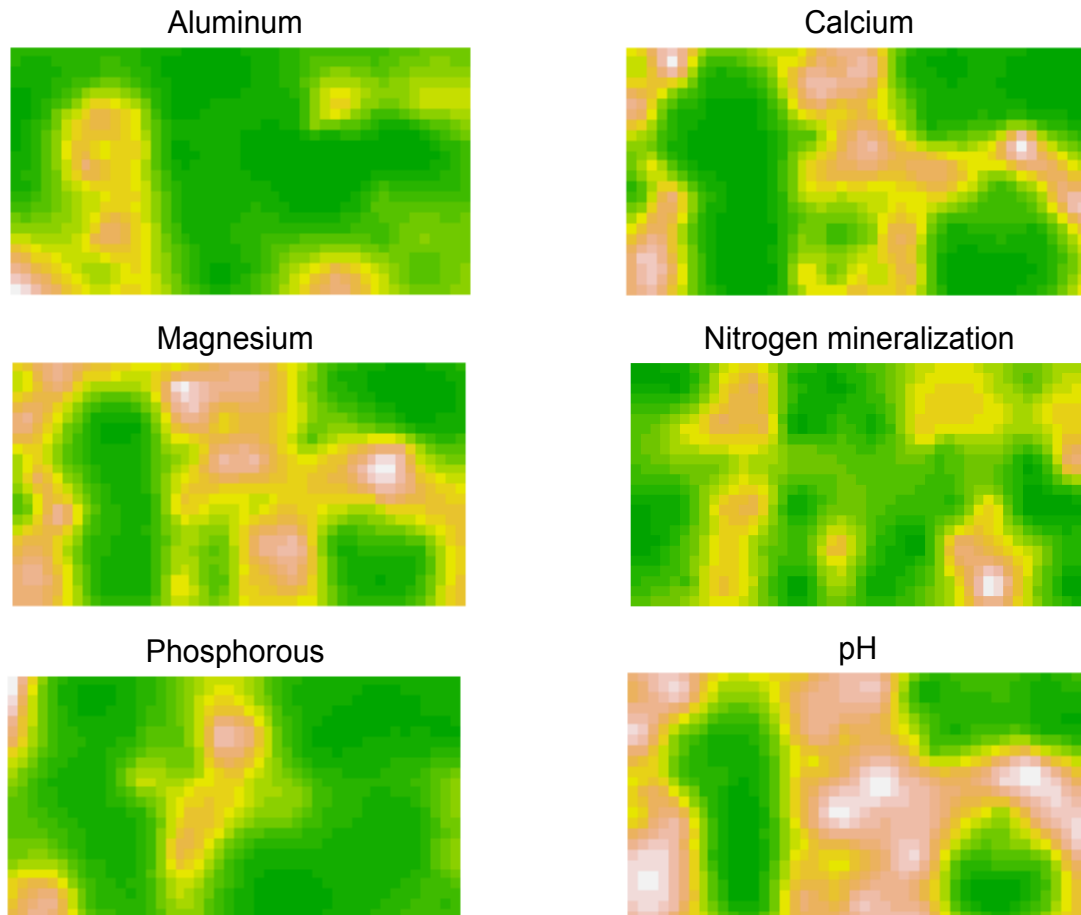 Aluminum
Calcium
Magnesium
Nitrogen mineralization
Phosphorous
pH